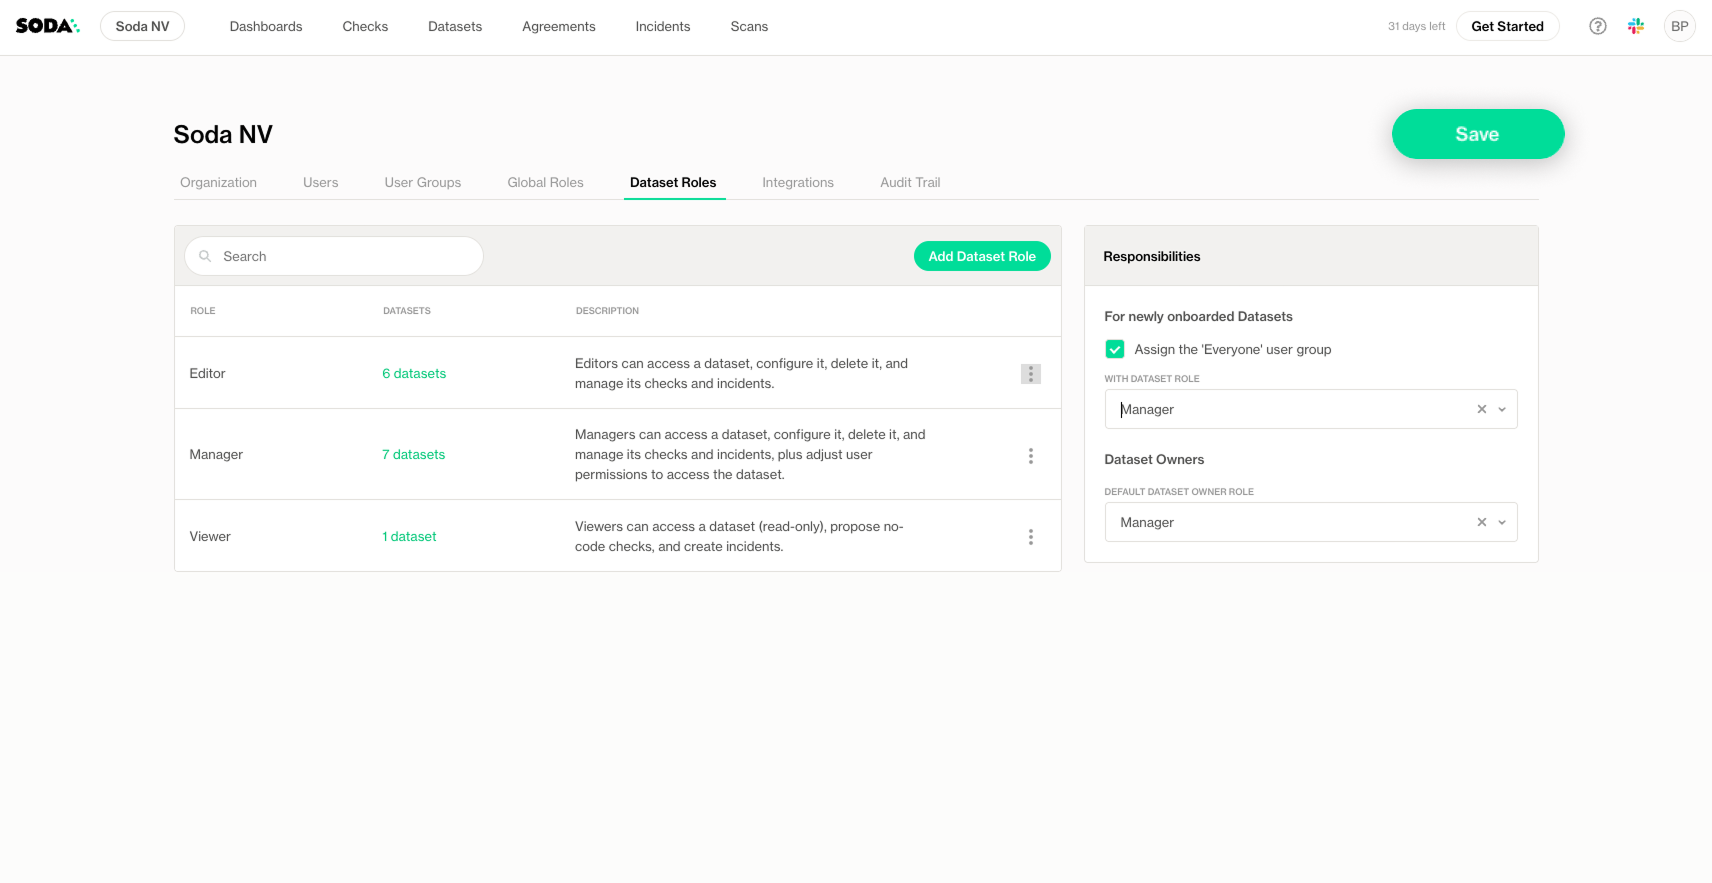 SODA
Soda NV
Dashboards
Checks
Datasets
Agreements
Incidents
Scans
31 days left
Get Started
BP
Soda NV
Save
Organization
Users
User Groups
Global Roles
Dataset Roles
Integrations
Audit Trail
Search
Add Dataset Role
ROLE
DATASETS
DESCRIPTION
Editor
6 datasets
Editors can access a dataset, configure it, delete it, and
manage its checks and incidents.
Manager
7 datasets
Managers can access a dataset, configure it, delete it, and
manage its checks and incidents, plus adjust user
permissions to access the dataset.
Viewer
1 dataset
Viewers can access a dataset (read-only), propose no-
code checks, and create incidents.
Responsibilities
For newly onboarded Datasets
Assign the 'Everyone' user group
WITH DATASET ROLE
Manager
Dataset Owners
DEFAULT DATASET OWNER ROLE
Manager